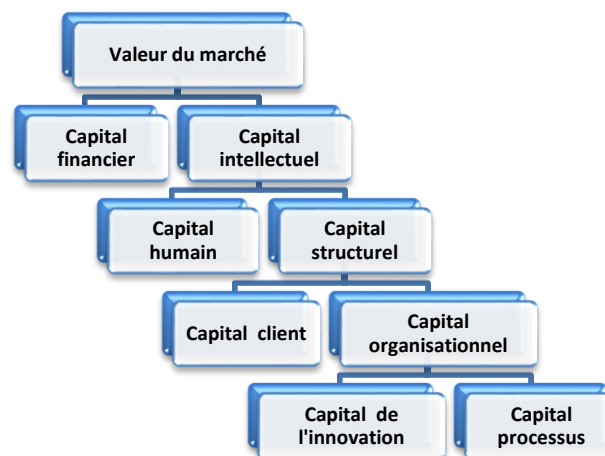 Valeur du marché
Capital
financier
Capital
intellectuel
Capital
humain
Capital
structurel
Capital client
Capital
organisationnel
Capital de
l'innovation
Capital
processus